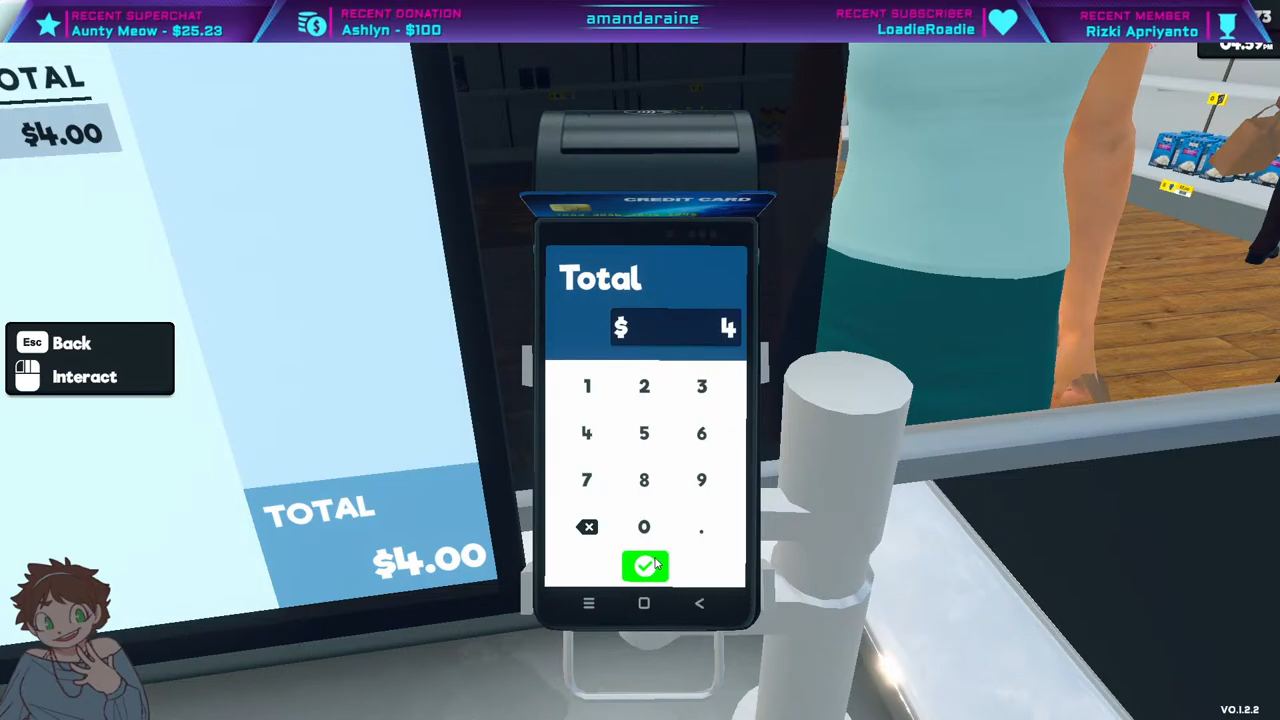 RECENT SUPERCHAT
Aunty Meow - $25.23
RECENT DONATION
Ashlyn - $100
amandaraine
RECENT SUBSCRIBER
LoadleRoadle
RECENT MEMBER
Rizki Apriyanto
OTAL
$4.00
CREDIT CARD
Total
$ 4
Esc Back
Interact
1 2 3
4 5 6
7 8 9
0 .
TOTAL
$4.00
V0.1.2.2